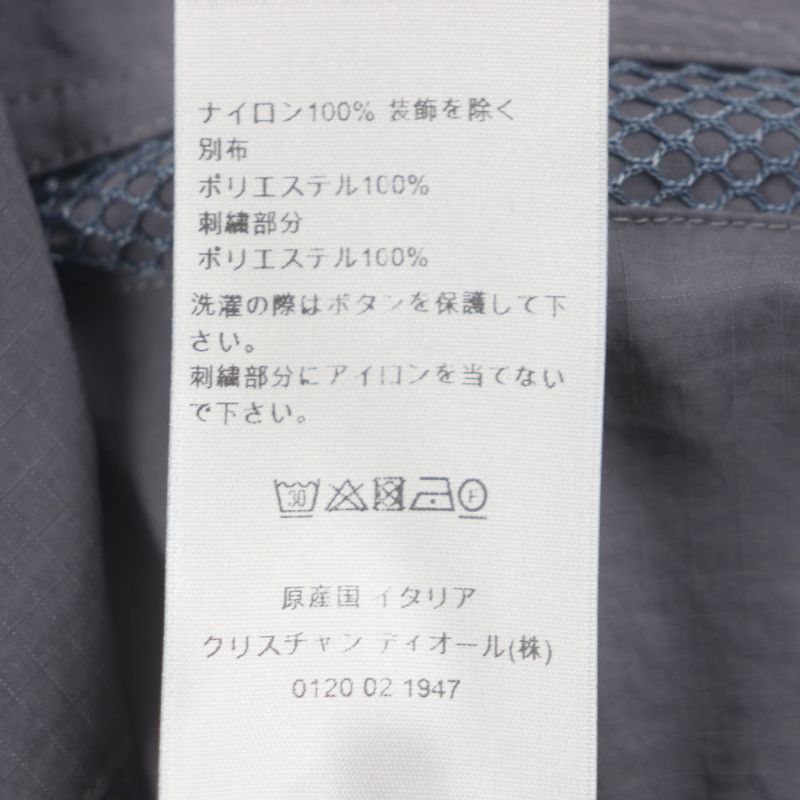 ナイロン100% 装飾を除く
別布
ポリエステル100%
刺繍部分
ポリエステル100%
洗濯の際はボタンを保護して下
さい。
刺繍部分にアイロンを当てない
で下さい。
30 F
原産国 イタリア
クリスチャン ディオール(株)
0120 02 1947